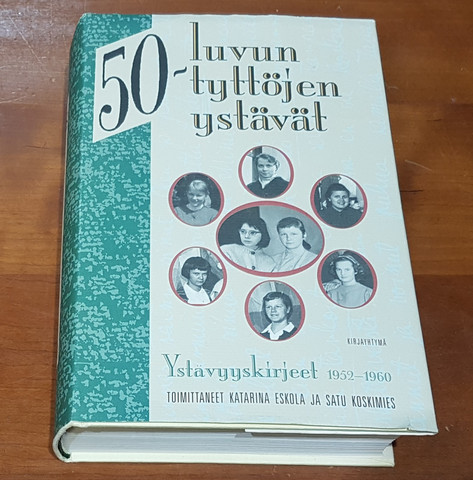 50-luvun
tyttöjen
ystävät
KIRJAYHTYMÄ
Ystävyyskirjeet 1952–1960
TOIMITTANEET KATARINA ESKOLA JA SATU KOSKIMIES